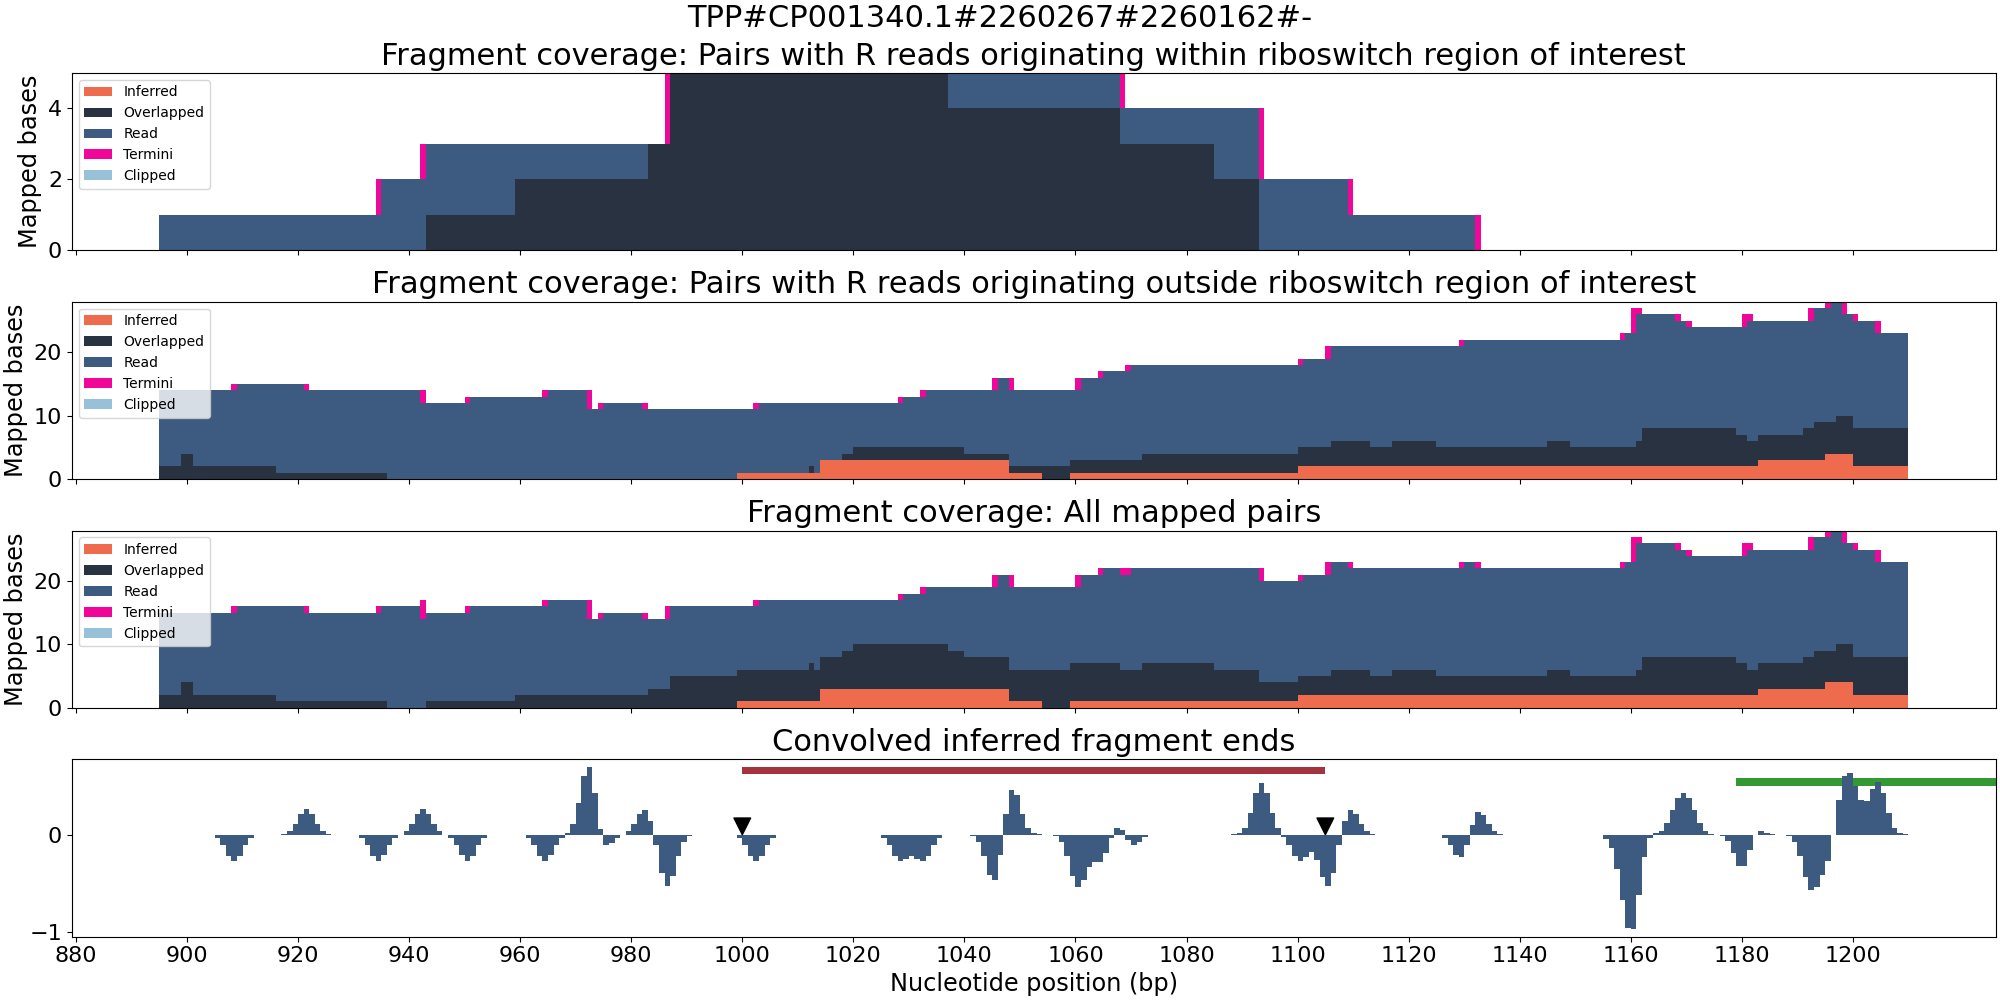 TPP#CP001340.1#2260267#2260162#-
Fragment coverage: Pairs with R reads originating within riboswitch region of interest
Mapped bases
4
2
0
Inferred
Overlapped
Read
Termini
Clipped
Fragment coverage: Pairs with R reads originating outside riboswitch region of interest
Mapped bases
20
10
0
Inferred
Overlapped
Read
Termini
Clipped
Fragment coverage: All mapped pairs
Mapped bases
20
10
0
Inferred
Overlapped
Read
Termini
Clipped
Convolved inferred fragment ends
0
−1
880 900 920 940 960 980 1000 1020 1040 1060 1080 1100 1120 1140 1160 1180 1200
Nucleotide position (bp)